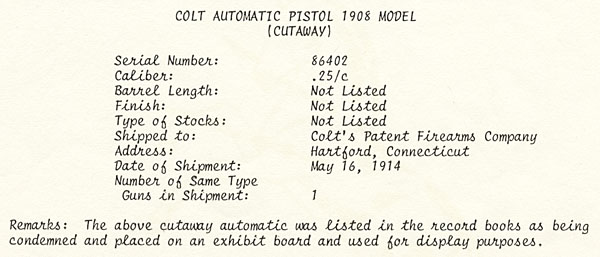 COLT AUTOMATIC PISTOL 1908 MODEL
(CUTAWAY)
Serial Number: 86402
Caliber: .25/c
Barrel Length: Not Listed
Finish: Not Listed
Type of Stocks: Not Listed
Shipped to: Colt's Patent Firearms Company
Address: Hartford, Connecticut
Date of Shipment: May 16, 1914
Number of Same Type
Guns in Shipment: 1
Remarks: The above cutaway automatic was listed in the record books as being
condemned and placed on an exhibit board and used for display purposes.